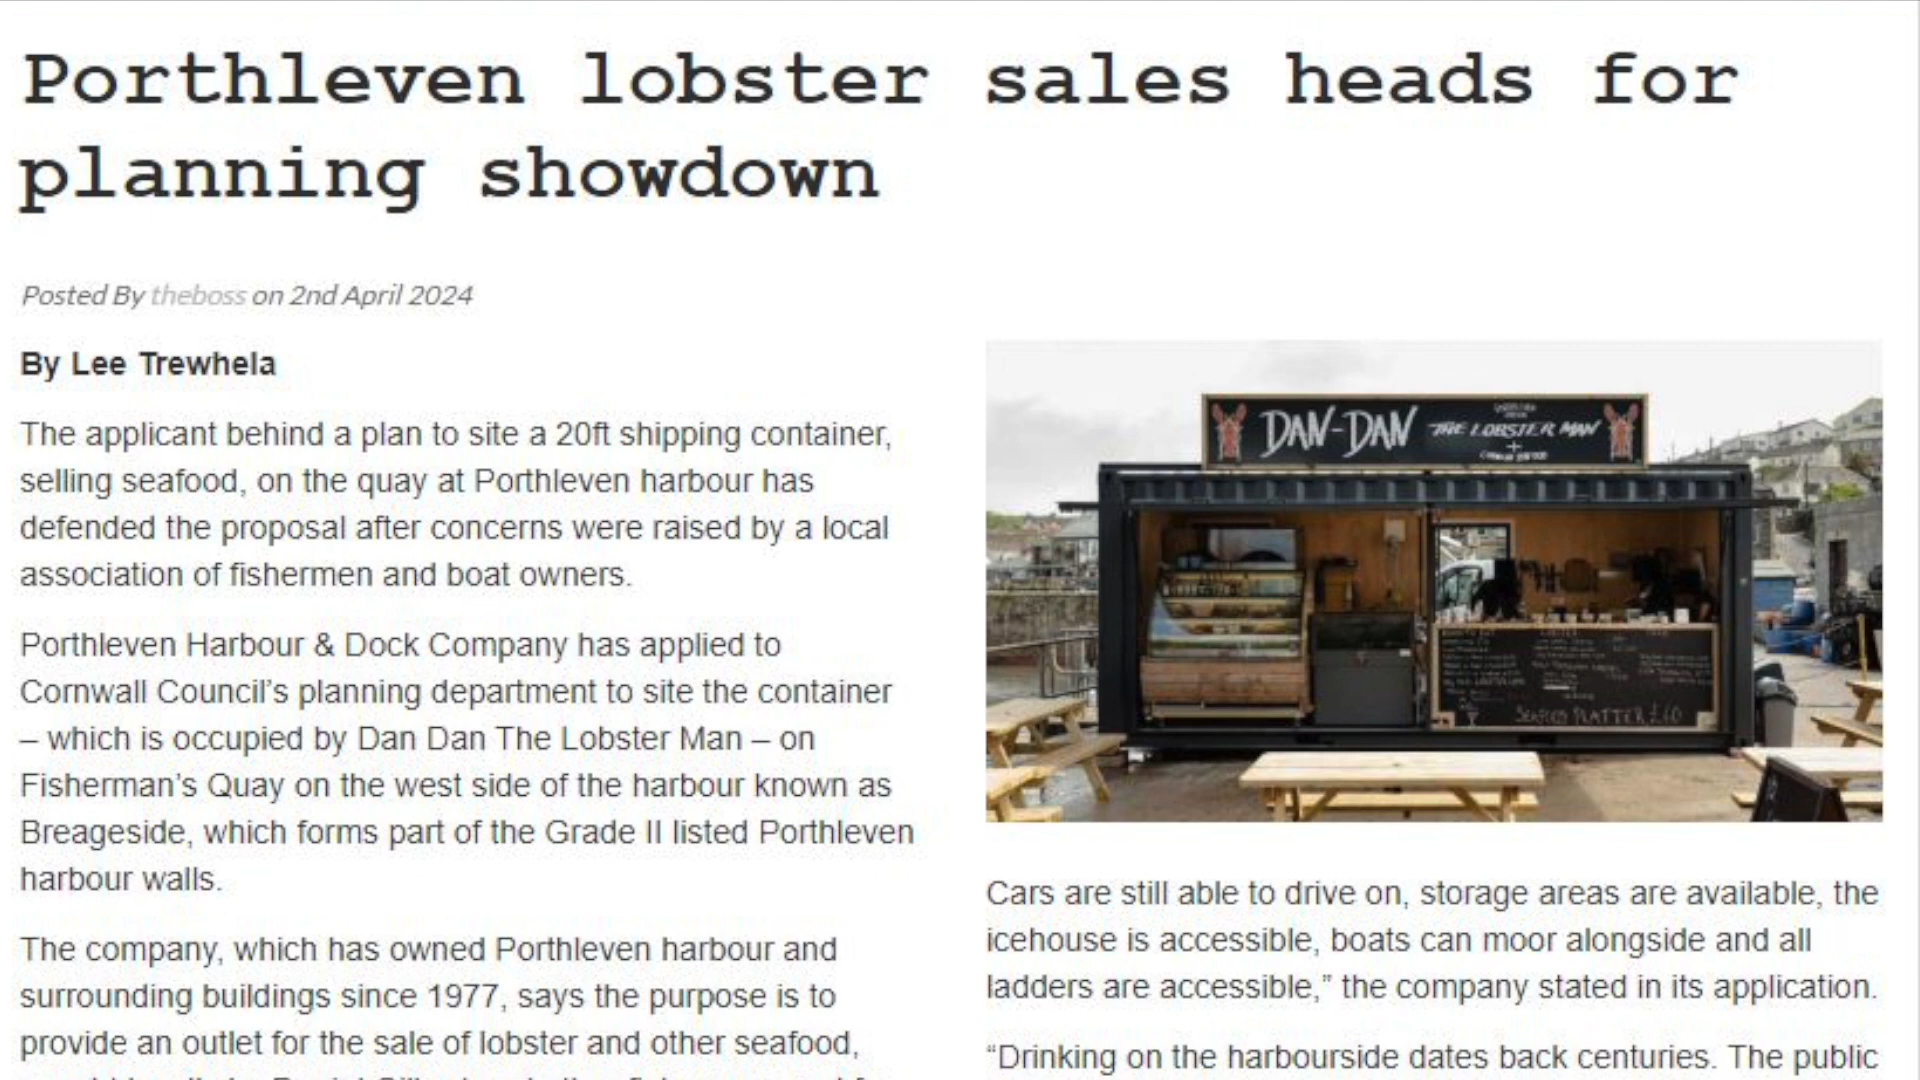 Porthleven lobster sales heads for
planning showdown
Posted By theboss on 2nd April 2024
By Lee Trewhela
The applicant behind a plan to site a 20ft shipping container,
selling seafood, on the quay at Porthleven harbour has
defended the proposal after concerns were raised by a local
association of fishermen and boat owners.
Porthleven Harbour & Dock Company has applied to
Cornwall Council’s planning department to site the container
– which is occupied by Dan Dan The Lobster Man – on
Fisherman’s Quay on the west side of the harbour known as
Breageside, which forms part of the Grade II listed Porthleven
harbour walls.
The company, which has owned Porthleven harbour and
surrounding buildings since 1977, says the purpose is to
provide an outlet for the sale of lobster and other seafood,
DAN-DAN THE LOBSTER MAN
+
SEAFOOD PLATTER £60
Cars are still able to drive on, storage areas are available, the
icehouse is accessible, boats can moor alongside and all
ladders are accessible,” the company stated in its application.
“Drinking on the harbourside dates back centuries. The public